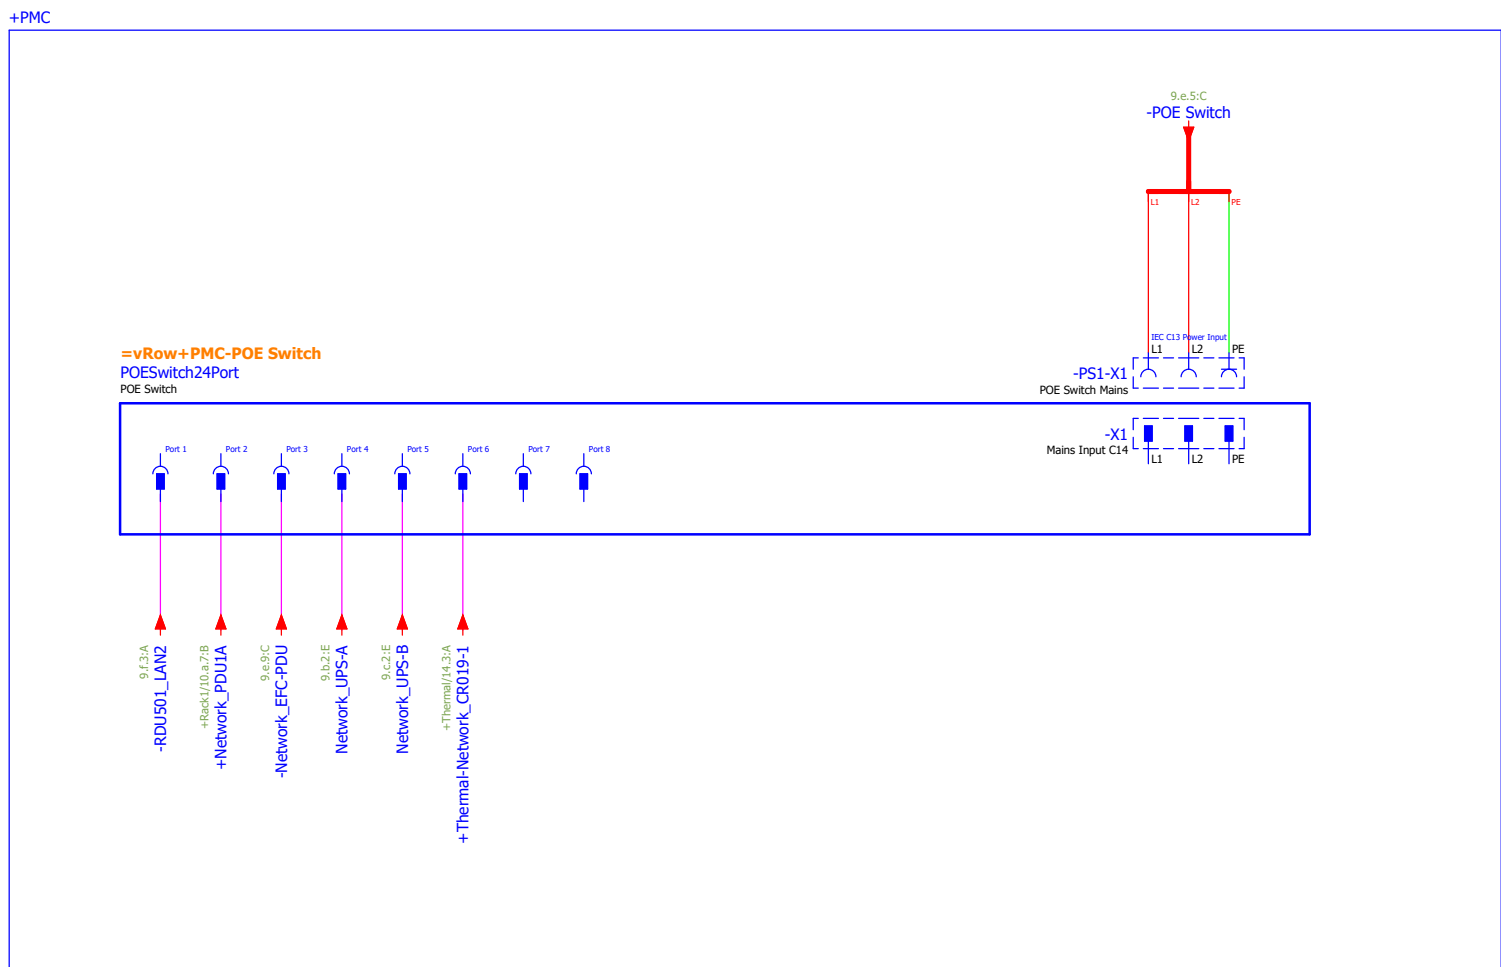 +PMC
9.e.5:C
-POE Switch
L1
L2
PE
IEC C13 Power Input
L1
L2
PE
-PS1-X1
POE Switch Mains
=vRow+PMC-POE Switch
POESwitch24Port
POE Switch
-X1
Mains Input C14
L1
L2
PE
Port 1
Port 2
Port 3
Port 4
Port 5
Port 6
Port 7
Port 8
9.f.3:A
-RDU501_LAN2
+Rack1/10.a.7:B
+Network_PDU1A
9.e.9:C
-Network_EFC-PDU
9.b.2:E
Network_UPS-A
9.c.2:E
Network_UPS-B
+Thermal/14.3:A
+Thermal-Network_CR019-1